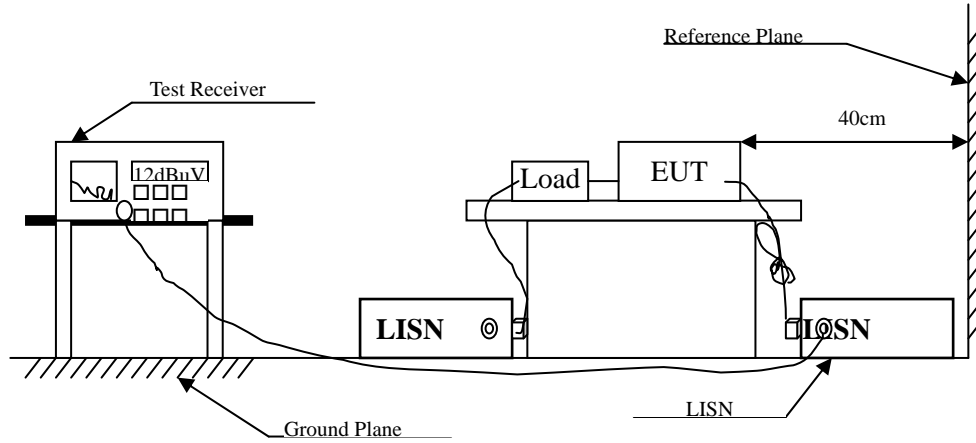 Reference Plane
Test Receiver
40cm
12dBuV
Load
EUT
LISN
LISN
LISN
Ground Plane